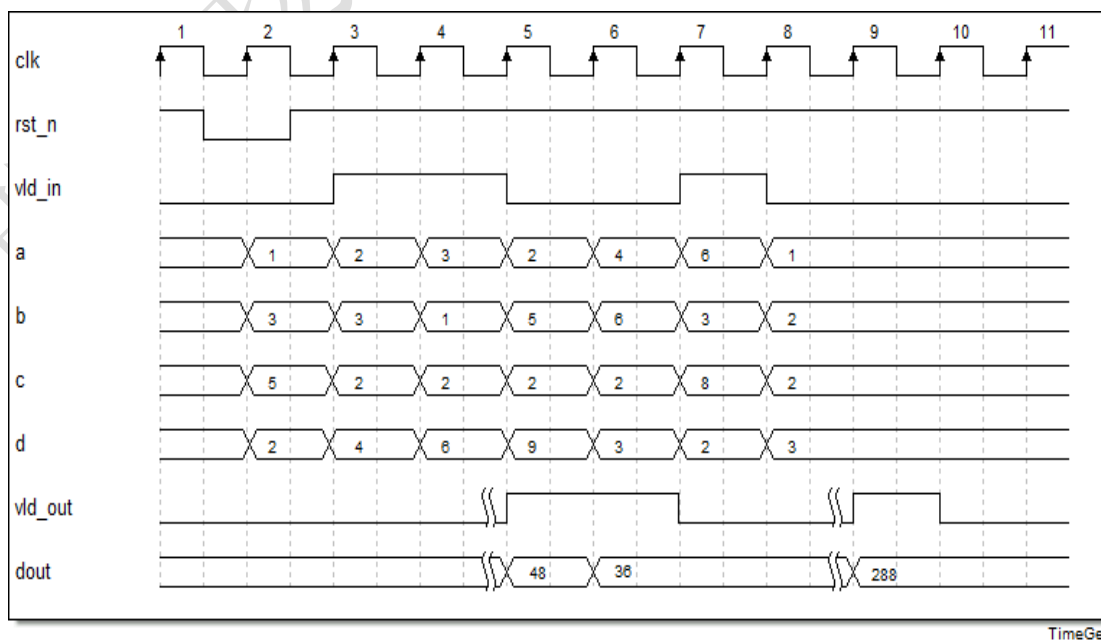 1 2 3 4 5 6 7 8 9 10 11
clk
rst_n
vld_in
a 1 2 3 2 4 6 1
b 3 3 1 5 6 3 2
c 5 2 2 2 2 8 2
d 2 4 6 9 3 2 3
vld_out
dout 48 36 288
TimeGe